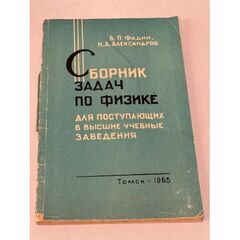 В. П. Фадин,
Н. А. Александров
Сборник
задач
по физике
для поступающих
в высшие учебные
заведения
Томск - 1965